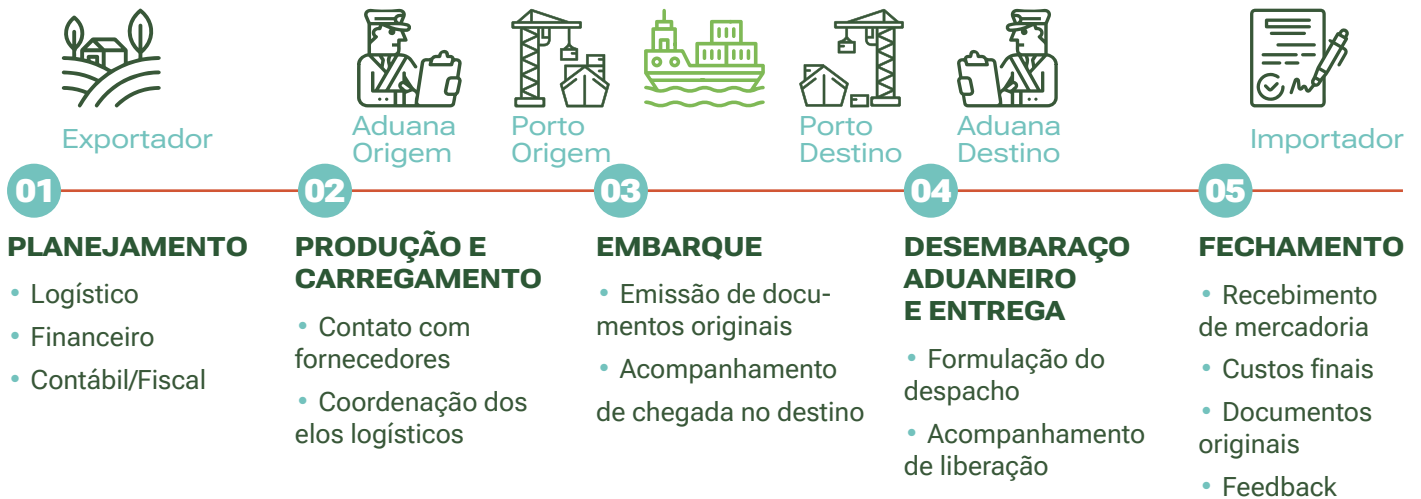 Exportador
Aduana
Origem
Porto
Origem
Porto
Destino
Aduana
Destino
Importador
01
PLANEJAMENTO
• Logístico
• Financeiro
• Contábil/Fiscal
02
PRODUÇÃO E
CARREGAMENTO
• Contato com
fornecedores
• Coordenação dos
elos logísticos
03
EMBARQUE
• Emissão de docu-
mentos originais
• Acompanhamento
de chegada no destino
04
DESEMBARAÇO
ADUANEIRO
E ENTREGA
• Formulação do
despacho
• Acompanhamento
de liberação
05
FECHAMENTO
• Recebimento
de mercadoria
• Custos finais
• Documentos
originais
• Feedback